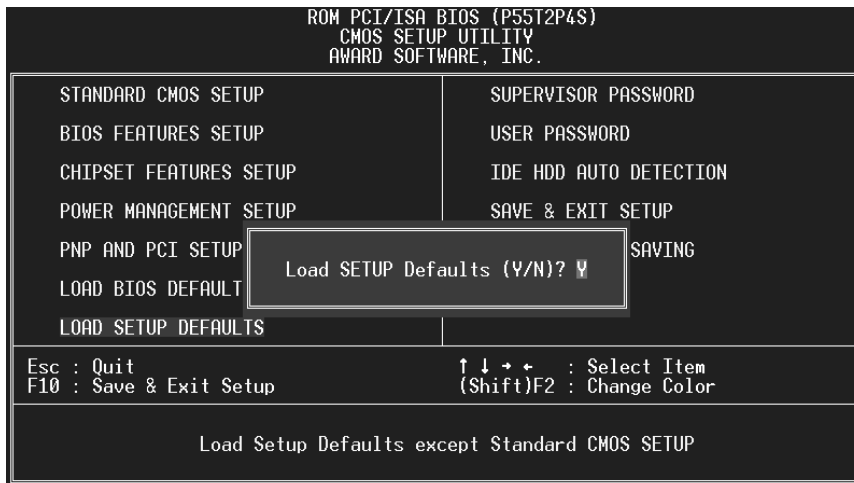 ROM PCI/ISA BIOS (P55T2P4S)
CMOS SETUP UTILITY
AWARD SOFTWARE, INC.
STANDARD CMOS SETUP
BIOS FEATURES SETUP
CHIPSET FEATURES SETUP
POWER MANAGEMENT SETUP
PNP AND PCI SETUP
LOAD BIOS DEFAULT
LOAD SETUP DEFAULTS
SUPERVISOR PASSWORD
USER PASSWORD
IDE HDD AUTO DETECTION
SAVE & EXIT SETUP
SAVING
Load SETUP Defaults (Y/N)? Y
Esc : Quit
F10 : Save & Exit Setup
↑ ↓ → ← : Select Item
(Shift)F2 : Change Color
Load Setup Defaults except Standard CMOS SETUP